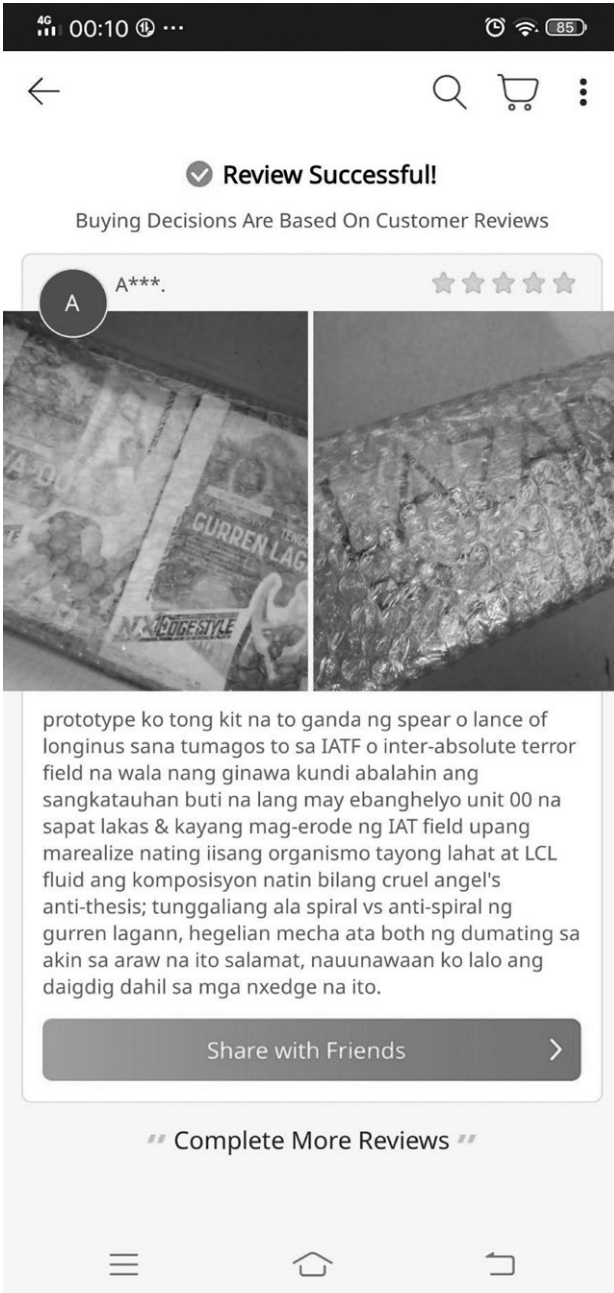 4G 00:10 ...
85
Review Successful!
Buying Decisions Are Based On Customer Reviews
A
A***.
GURREN LAG
NXEDGESTYLE
prototype ko tong kit na to ganda ng spear o lance of
longinus sana tumagos to sa IATF o inter-absolute terror
field na wala nang ginawa kundi abalahin ang
sangkatauhan buti na lang may ebanghelyo unit 00 na
sapat lakas & kayang mag-erode ng IAT field upang
marealize nating iisang organismo tayong lahat at LCL
fluid ang komposisyon natin bilang cruel angel's
anti-thesis; tunggaliang ala spiral vs anti-spiral ng
gurren lagann, hegelian mecha ata both ng dumating sa
akin sa araw na ito salamat, nauunawaan ko lalo ang
daigdig dahil sa mga nxedge na ito.
Share with Friends
" Complete More Reviews "